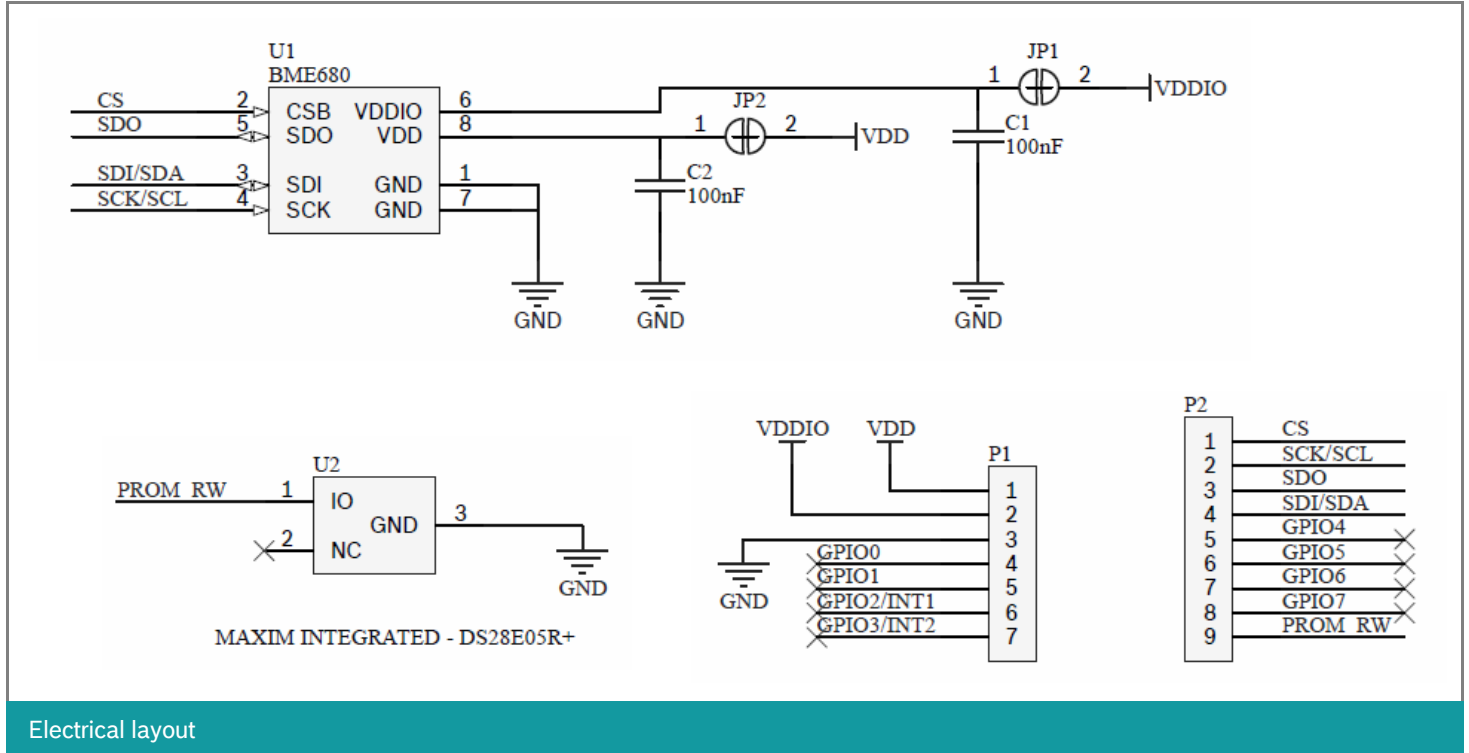 U1
BME680
CS 2 CSB VDDIO 6
SDO 5 SDO VDD 8
SDI/SDA 3 SDI GND 1
SCK/SCL 4 SCK GND 7
JP2
1 2 VDD
C2
100nF
JP1
1 2 VDDIO
C1
100nF
GND GND GND
U2
PROM_RW 1 IO
GND 3
2 NC
GND
MAXIM INTEGRATED - DS28E05R+
VDDIO VDD
P1
1
2
3
GPIO0 4
GPIO1 5
GPIO2/INT1 6
GPIO3/INT2 7
GND
P2
1 CS
2 SCK/SCL
3 SDO
4 SDI/SDA
5 GPIO4
6 GPIO5
7 GPIO6
8 GPIO7
9 PROM_RW
Electrical layout